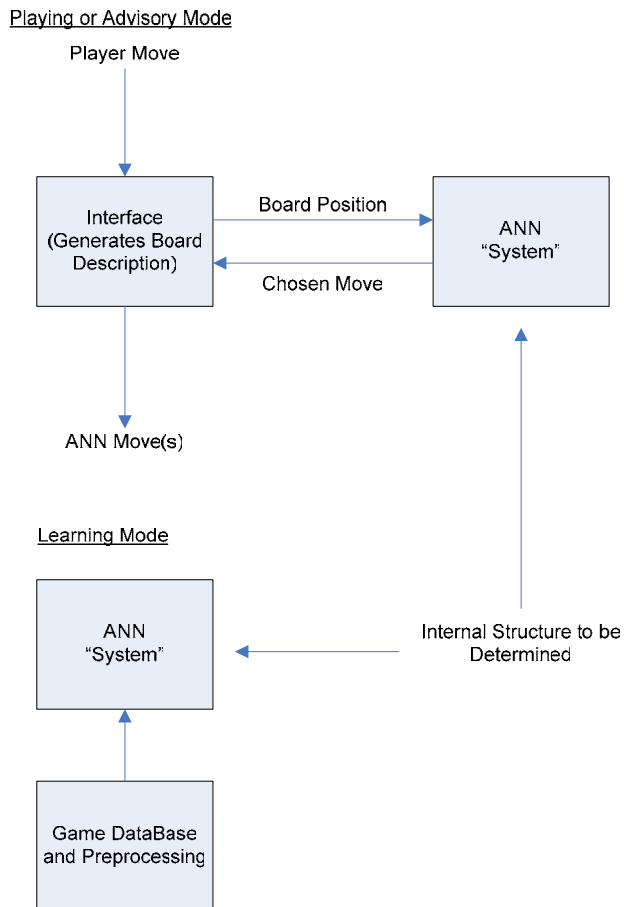 Playing or Advisory Mode
Player Move
Interface
(Generates Board
Description)
Board Position
Chosen Move
ANN
“System”
ANN Move(s)
Learning Mode
ANN
“System”
Internal Structure to be
Determined
Game DataBase
and Preprocessing